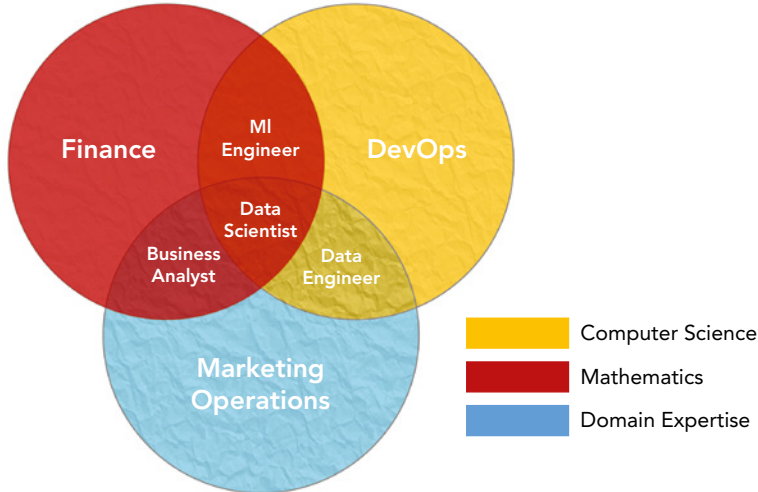 Finance
Ml
Engineer
DevOps
Data
Scientist
Business
Analyst
Data
Engineer
Marketing
Operations
Computer Science
Mathematics
Domain Expertise